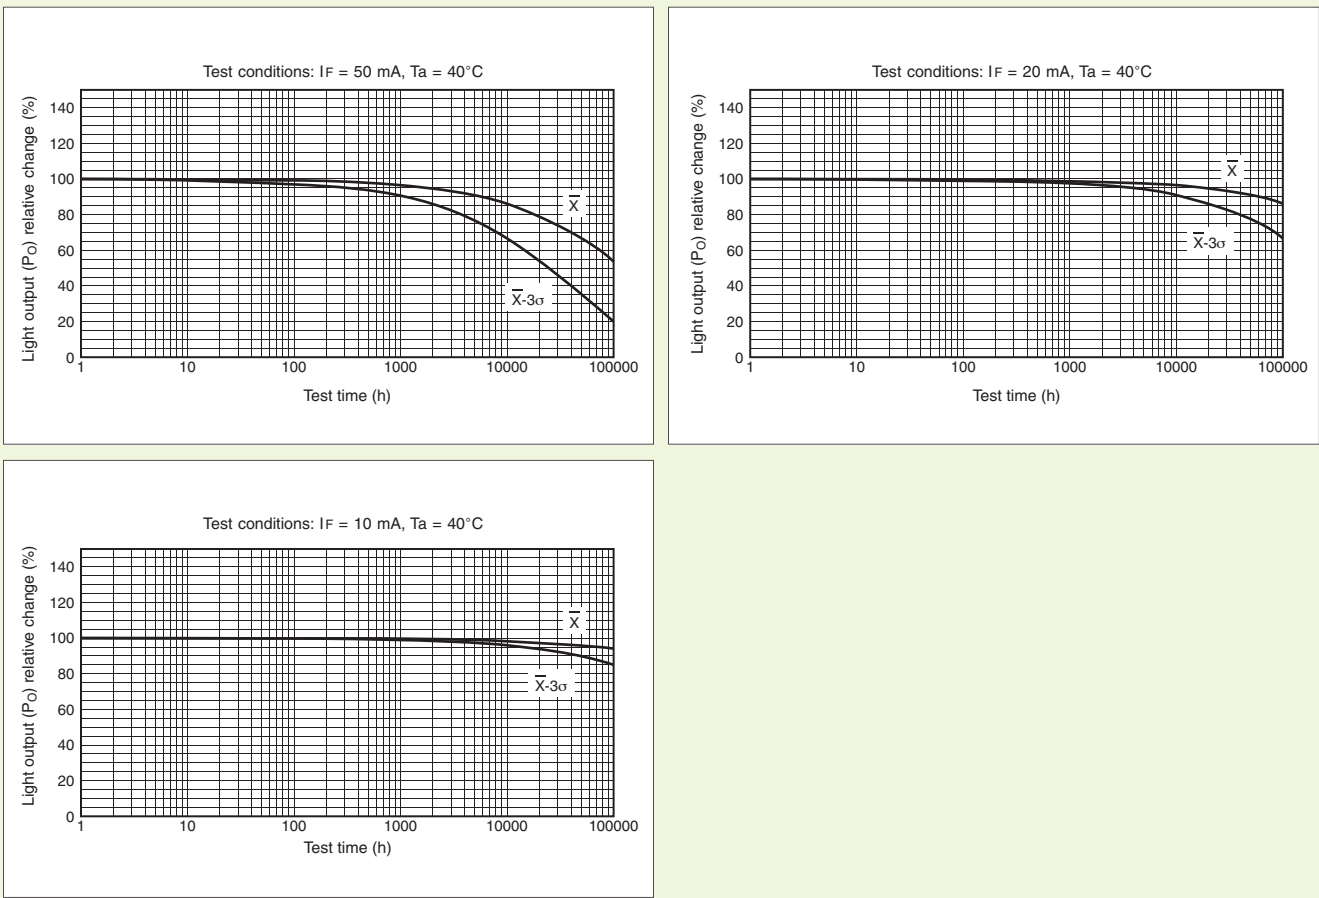 Test conditions: IF = 50 mA, Ta = 40°C
Light output (PO) relative change (%)
140
120
100
80
60
40
20
0
X̅
X̅-3σ
1 10 100 1000 10000 100000
Test time (h)
Test conditions: IF = 20 mA, Ta = 40°C
Light output (PO) relative change (%)
140
120
100
80
60
40
20
0
X̅
X̅-3σ
1 10 100 1000 10000 100000
Test time (h)
Test conditions: IF = 10 mA, Ta = 40°C
Light output (PO) relative change (%)
140
120
100
80
60
40
20
0
X̅
X̅-3σ
1 10 100 1000 10000 100000
Test time (h)